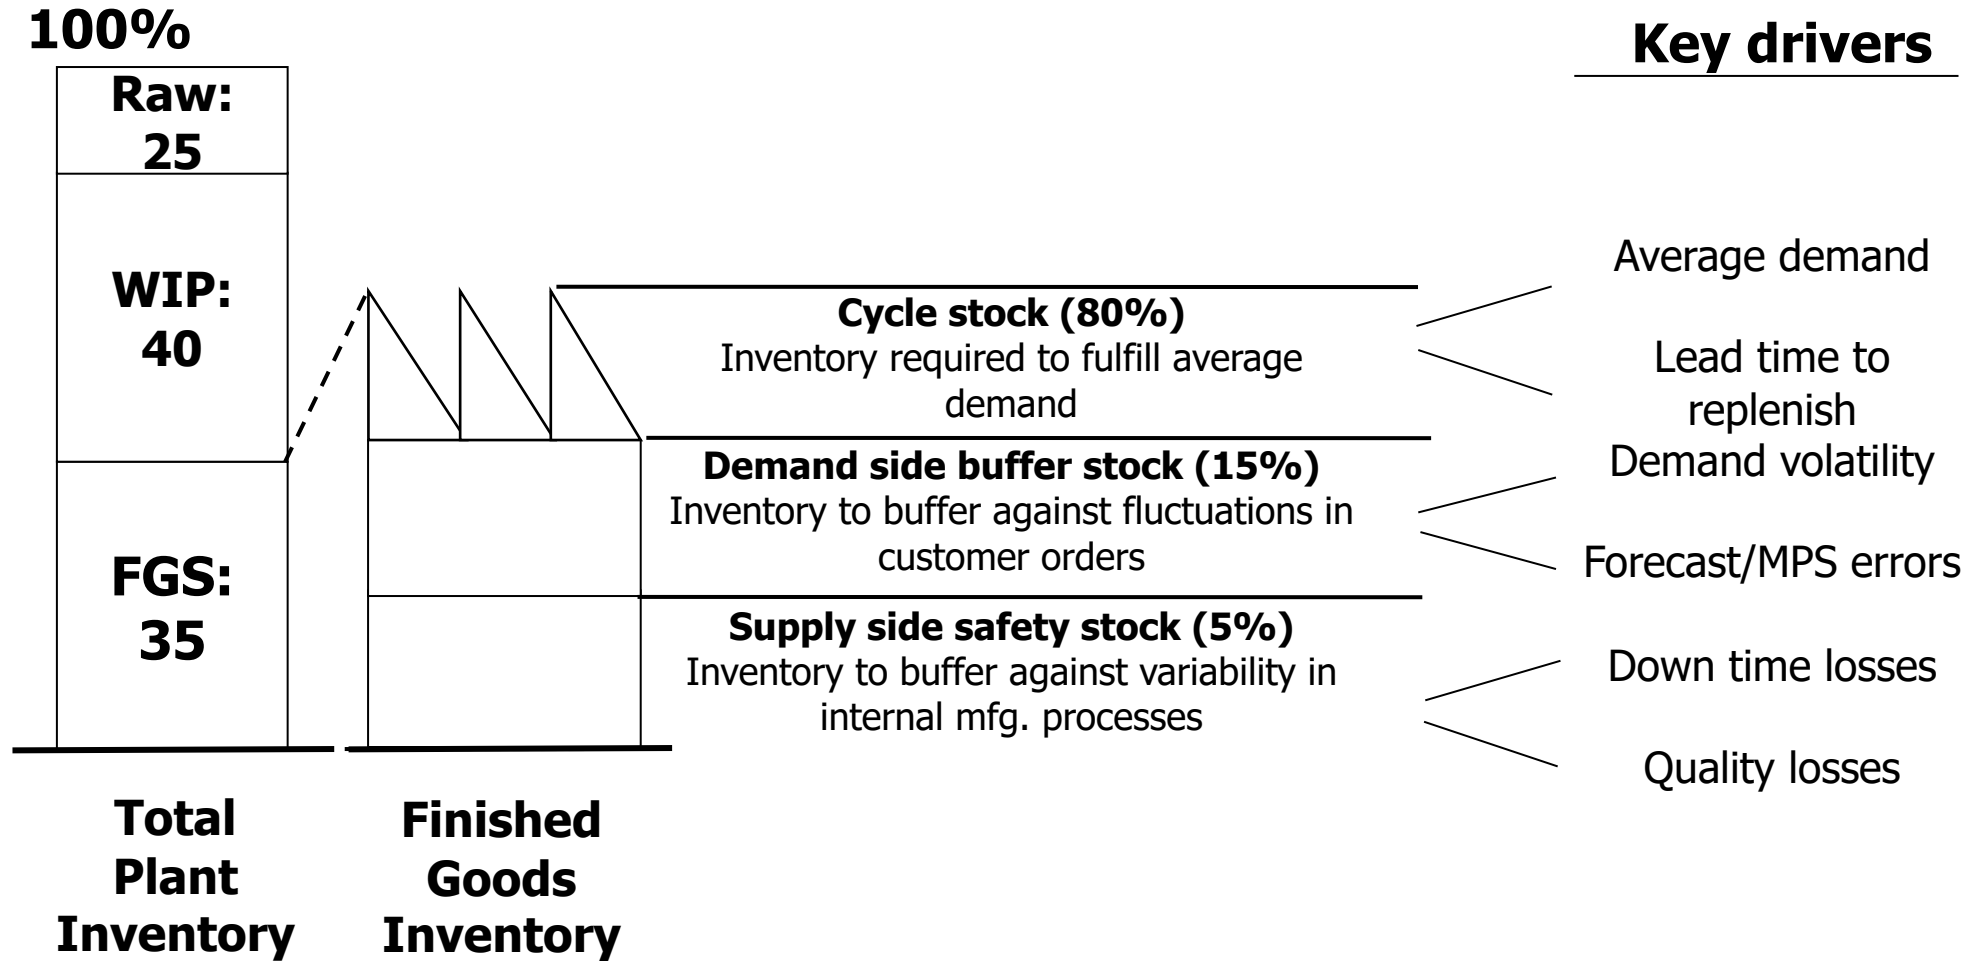 100%
Raw:
25
WIP:
40
FGS:
35
Total
Plant
Inventory
Finished
Goods
Inventory
Cycle stock (80%)
Inventory required to fulfill average
demand
Demand side buffer stock (15%)
Inventory to buffer against fluctuations in
customer orders
Supply side safety stock (5%)
Inventory to buffer against variability in
internal mfg. processes
Key drivers
Average demand
Lead time to
replenish
Demand volatility
Forecast/MPS errors
Down time losses
Quality losses